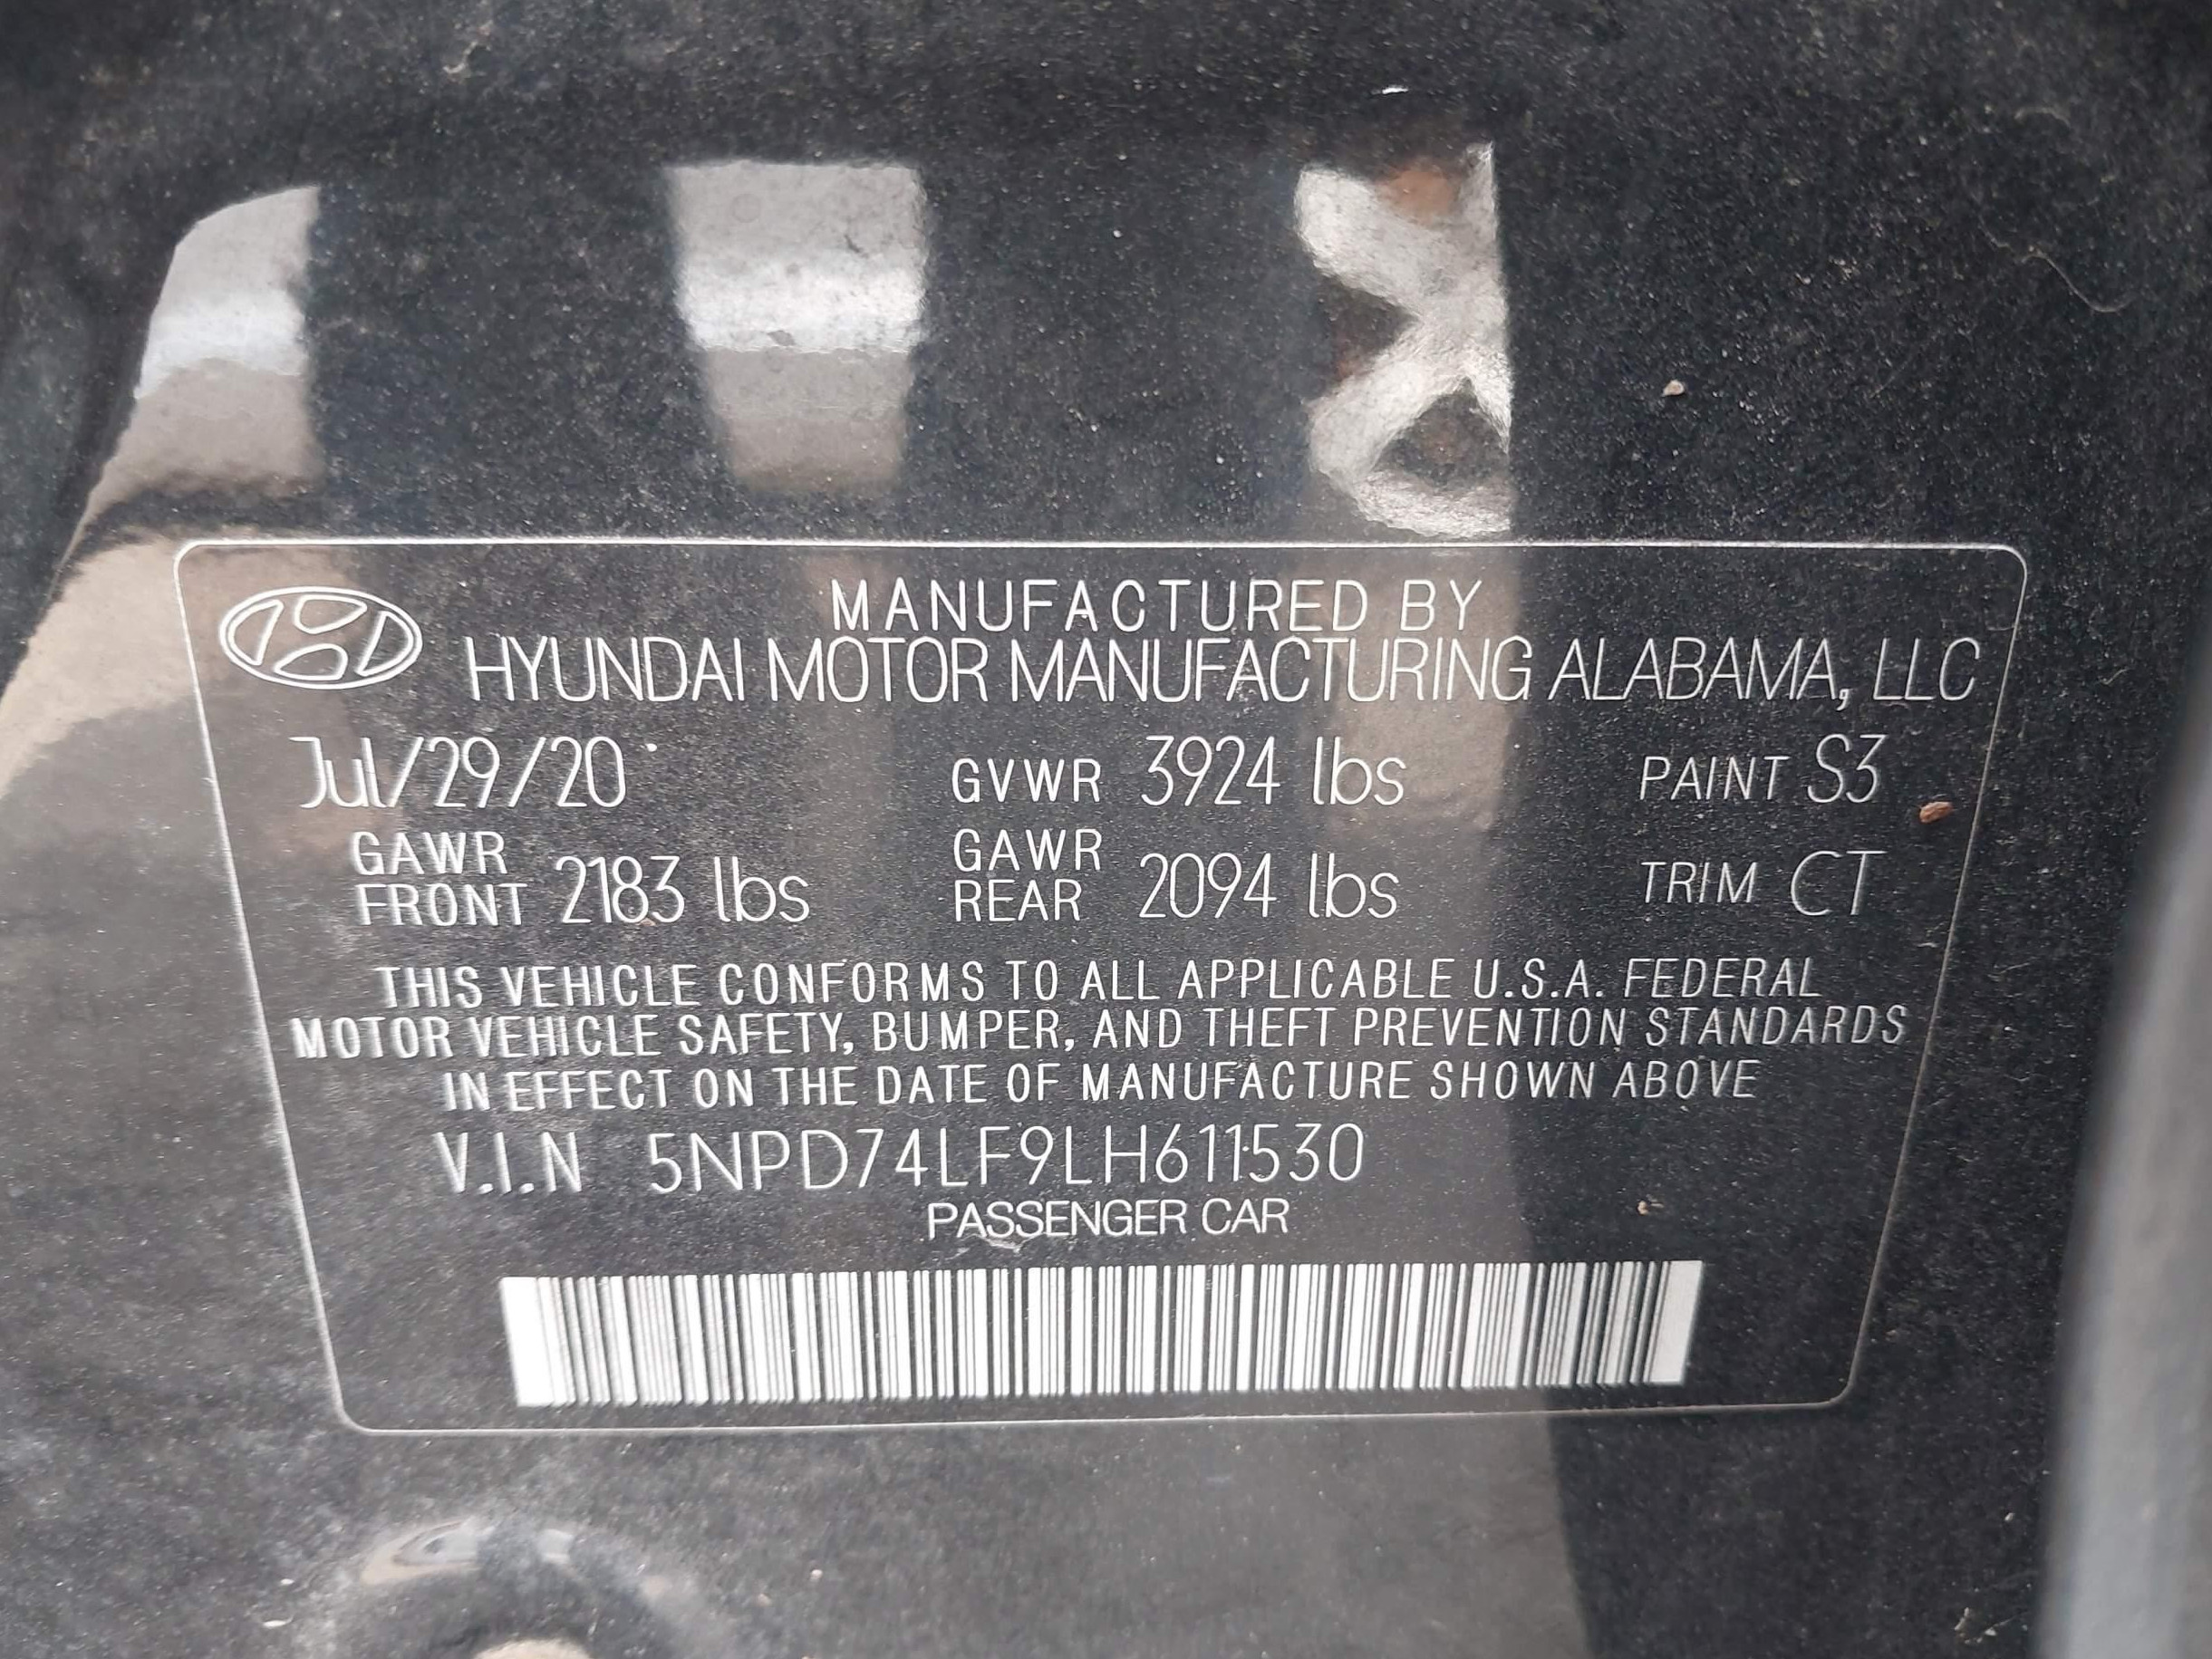 MANUFACTURED BY
HYUNDAI MOTOR MANUFACTURING ALABAMA, LLC
Jul/29/20 GVWR 3924 lbs PAINT S3
GAWR FRONT 2183 lbs GAWR REAR 2094 lbs TRIM CT
THIS VEHICLE CONFORMS TO ALL APPLICABLE U.S.A. FEDERAL
MOTOR VEHICLE SAFETY, BUMPER, AND THEFT PREVENTION STANDARDS
IN EFFECT ON THE DATE OF MANUFACTURE SHOWN ABOVE
V.I.N 5NPD74LF9LH611530
PASSENGER CAR